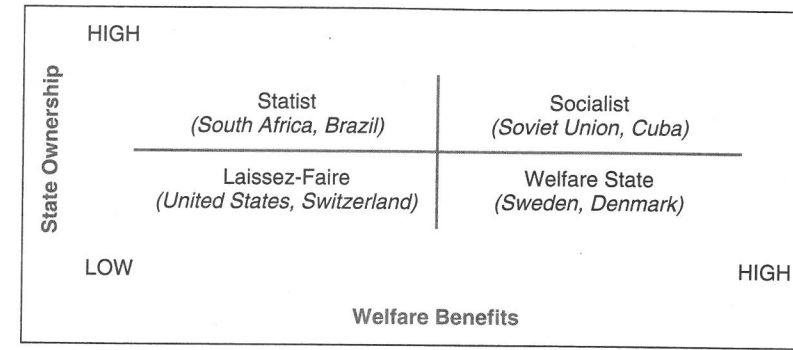 HIGH
State Ownership
Statist
(South Africa, Brazil)
Socialist
(Soviet Union, Cuba)
Laissez-Faire
(United States, Switzerland)
Welfare State
(Sweden, Denmark)
LOW
HIGH
Welfare Benefits